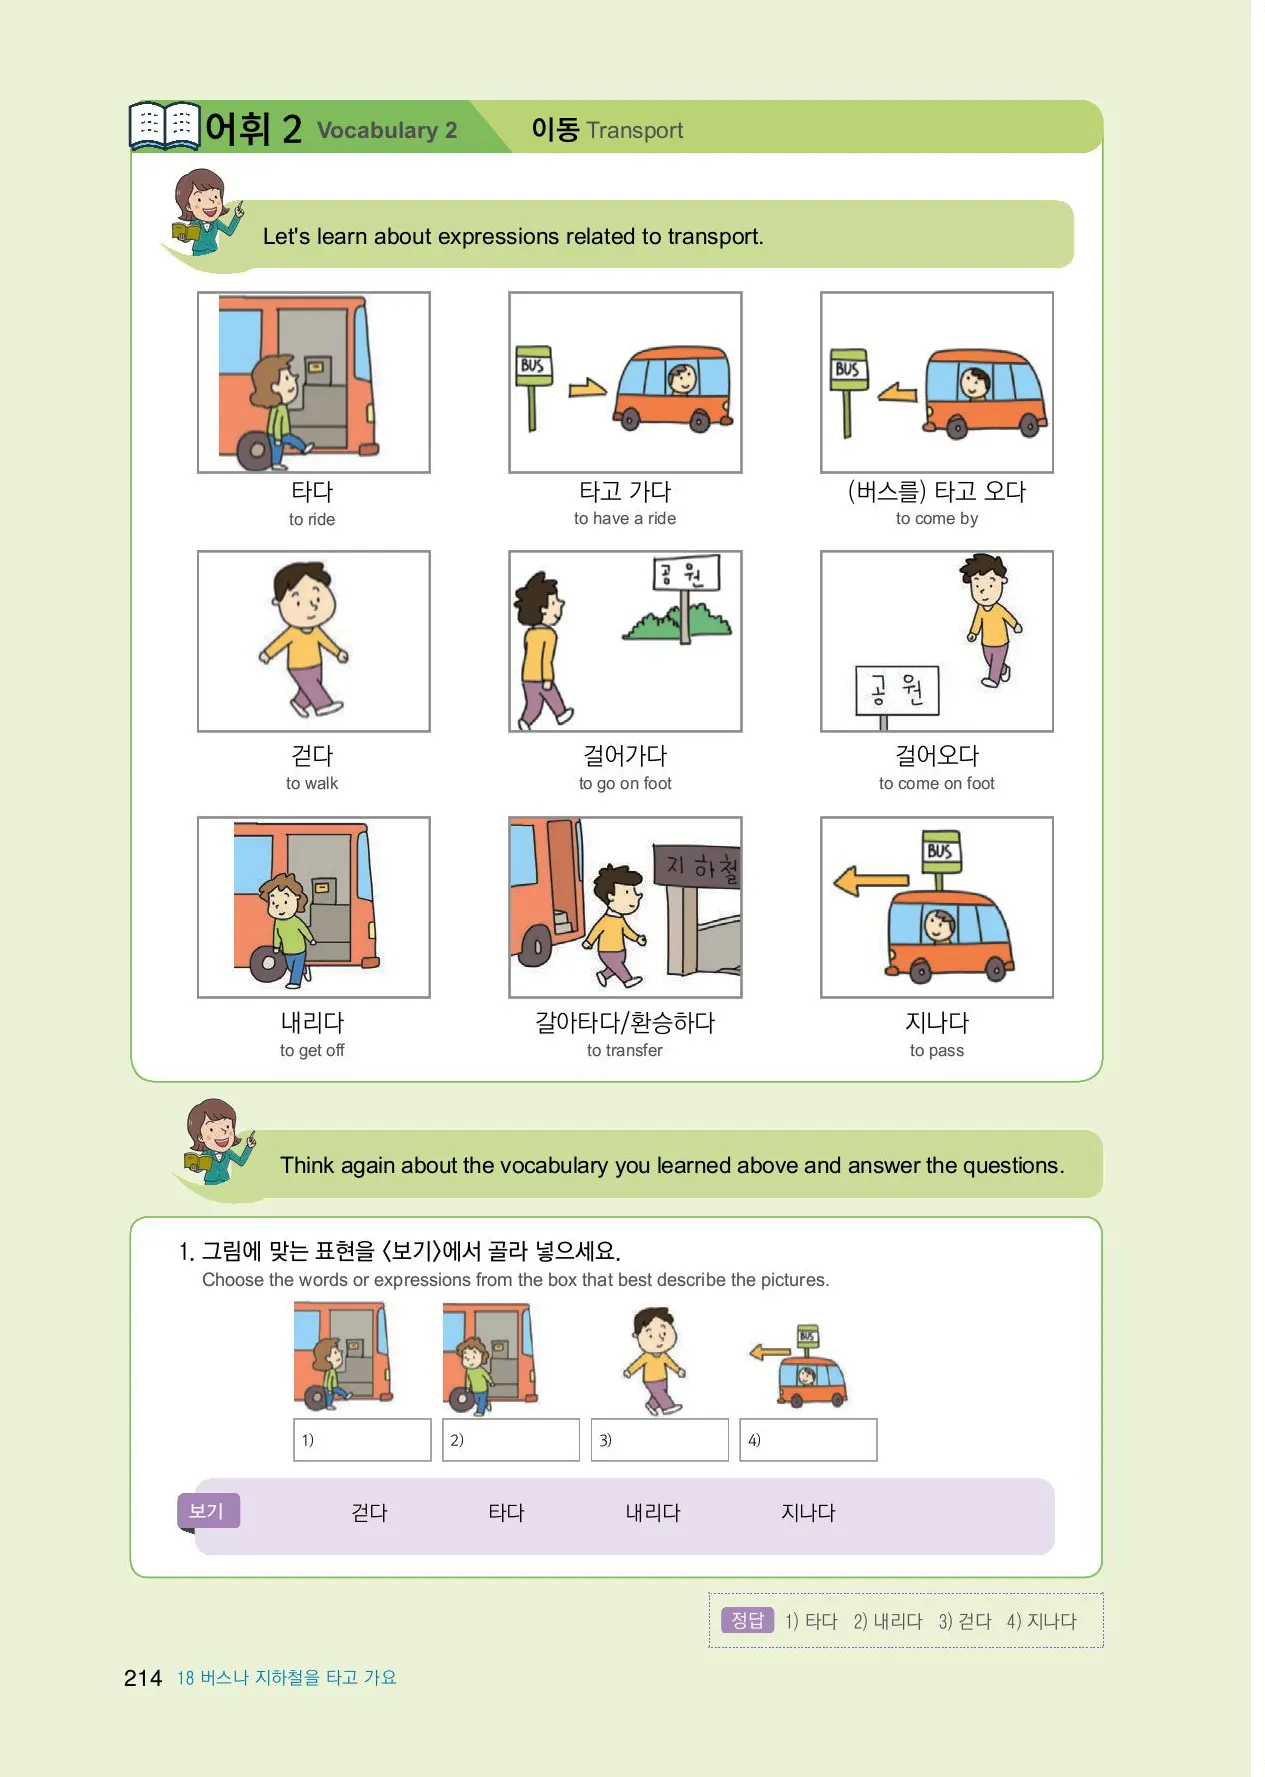 어휘 2 Vocabulary 2 이동 Transport
Let's learn about expressions related to transport.
BUS
BUS
타다 타고 가다 (버스를) 타고 오다
to ride to have a ride to come by
공원
공원
걷다 걸어가다 걸어오다
to walk to go on foot to come on foot
지하철
BUS
내리다 갈아타다/환승하다 지나다
to get off to transfer to pass
Think again about the vocabulary you learned above and answer the questions.
1. 그림에 맞는 표현을 〈보기〉에서 골라 넣으세요.
Choose the words or expressions from the box that best describe the pictures.
BUS
1) 2) 3) 4)
보기 걷다 타다 내리다 지나다
정답 1) 타다 2) 내리다 3) 걷다 4) 지나다
214 18 버스나 지하철을 타고 가요